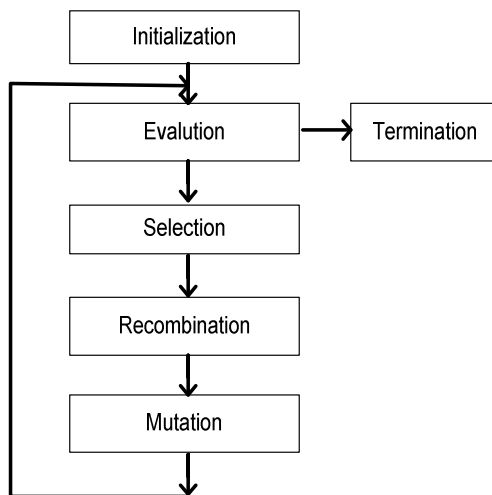 Initialization
Evalution
Termination
Selection
Recombination
Mutation